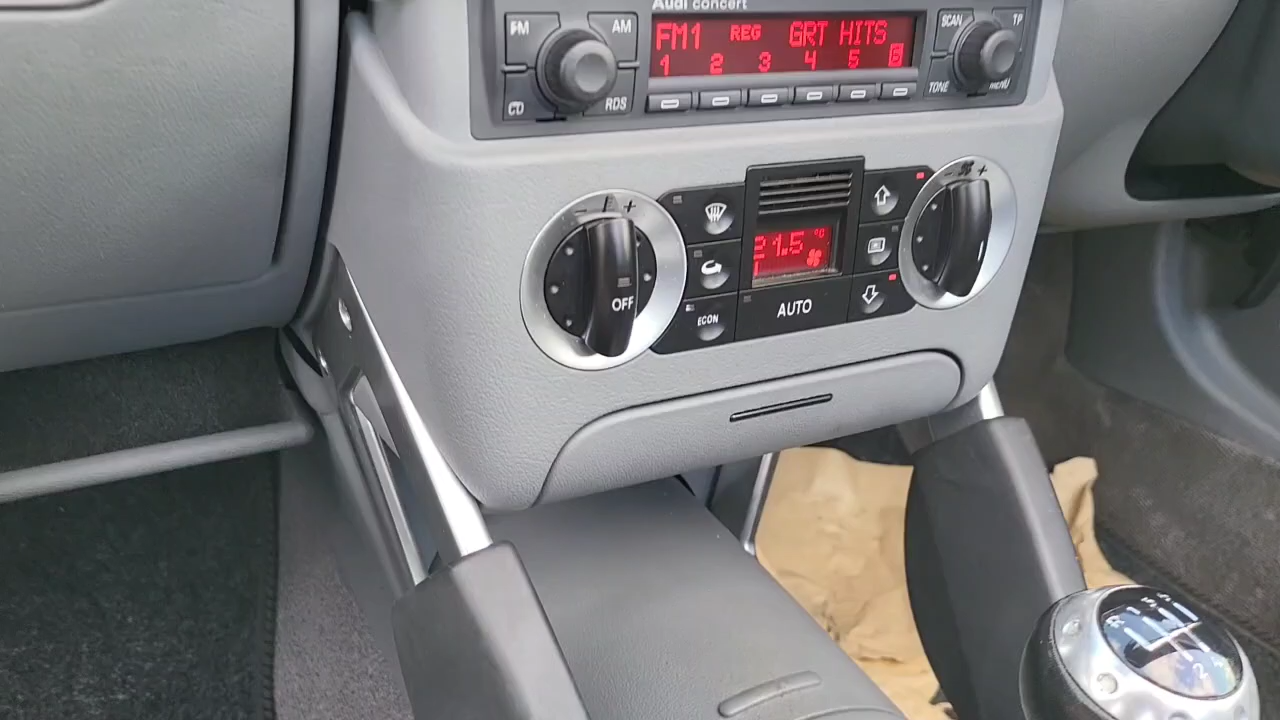 Audi concert
FM AM
CD RDS
FM1 REG GRT HITS
1 2 3 4 5 6
SCAN TP
TONE MENU
- +
OFF
21.5 °C
ECON
AUTO
- +
2